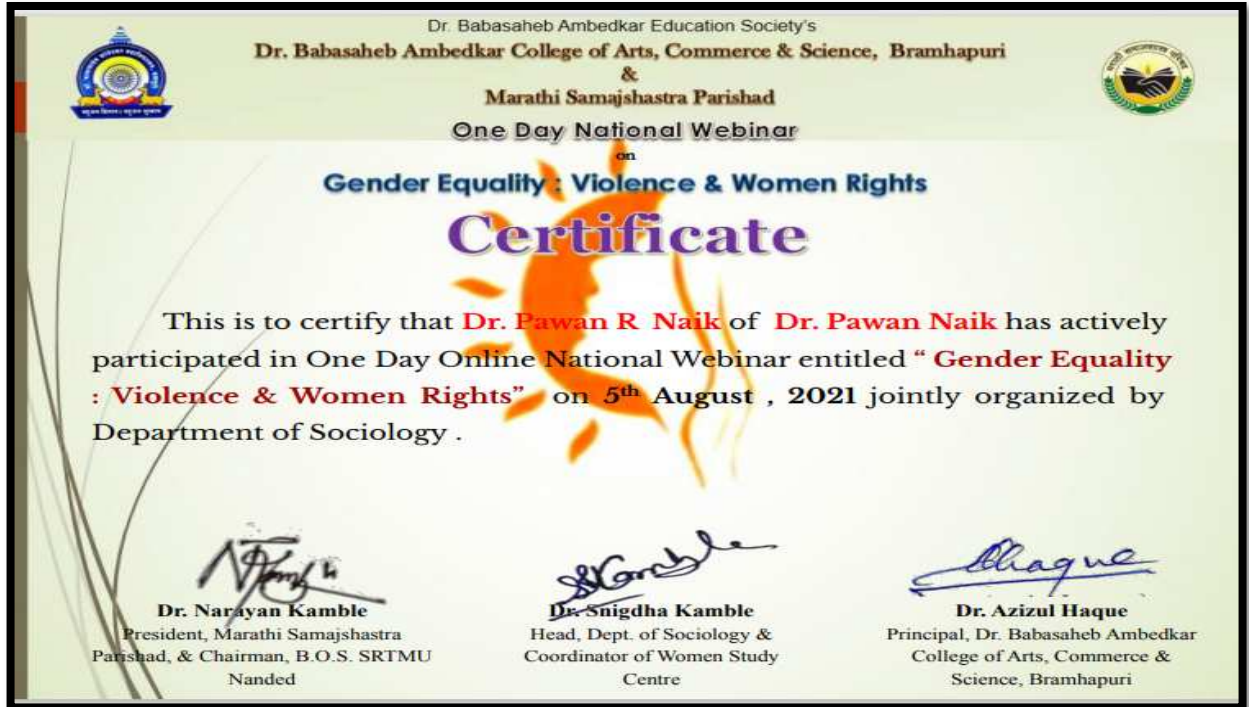 Dr. Babasaheb Ambedkar Education Society's
Dr. Babasaheb Ambedkar College of Arts, Commerce & Science, Bramhapuri
&
Marathi Samajshastra Parishad
One Day National Webinar
on
Gender Equality : Violence & Women Rights
Certificate
This is to certify that Dr. Pawan R Naik of Dr. Pawan Naik has actively
participated in One Day Online National Webinar entitled “ Gender Equality
: Violence & Women Rights” on 5th August , 2021 jointly organized by
Department of Sociology .
Dr. Narayan Kamble
President, Marathi Samajshastra
Parishad, & Chairman, B.O.S. SRTMU
Nanded
Dr. Snigdha Kamble
Head, Dept. of Sociology &
Coordinator of Women Study
Centre
Dr. Azizul Haque
Principal, Dr. Babasaheb Ambedkar
College of Arts, Commerce &
Science, Bramhapuri